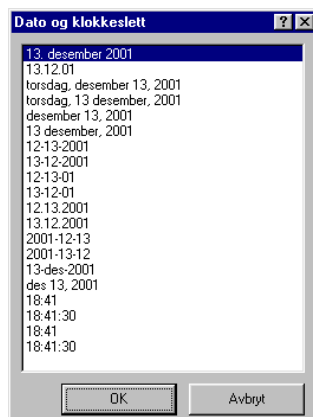 Dato og klokkeslett
13. desember 2001
13.12.01
torsdag, desember 13, 2001
torsdag, 13 desember, 2001
desember 13, 2001
13 desember, 2001
12-13-2001
13-12-2001
12-13-01
13-12-01
12.13.2001
13.12.2001
2001-12-13
2001-13-12
13-des-2001
des 13, 2001
18:41
18:41:30
18:41
18:41:30
OK Avbryt